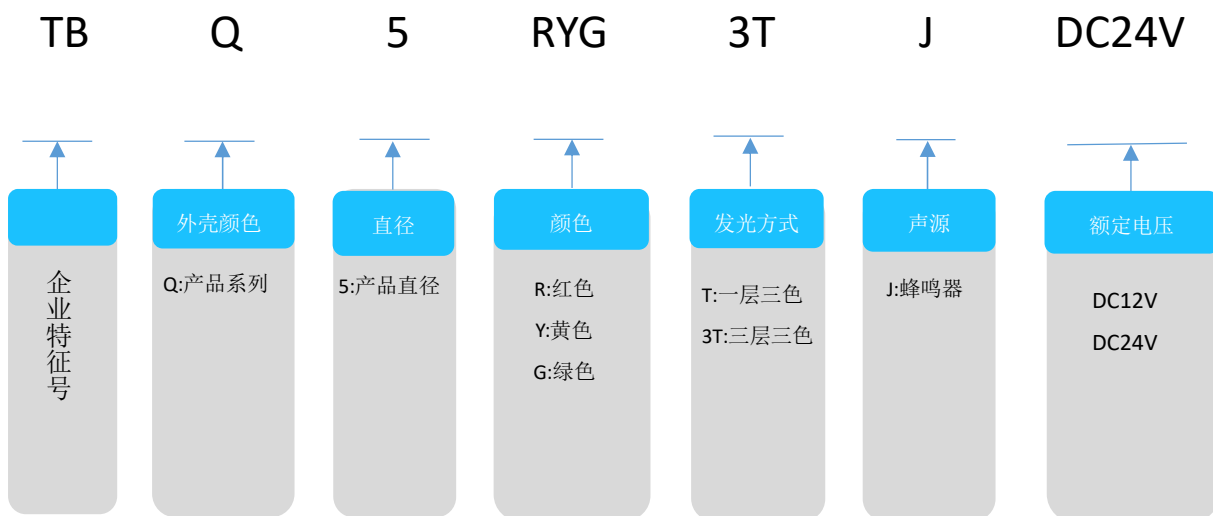 TB Q 5 RYG 3T J DC24V
外壳颜色 直径 颜色 发光方式 声源 额定电压
企业特征号
Q:产品系列
5:产品直径
R:红色
Y:黄色
G:绿色
T:一层三色
3T:三层三色
J:蜂鸣器
DC12V
DC24V